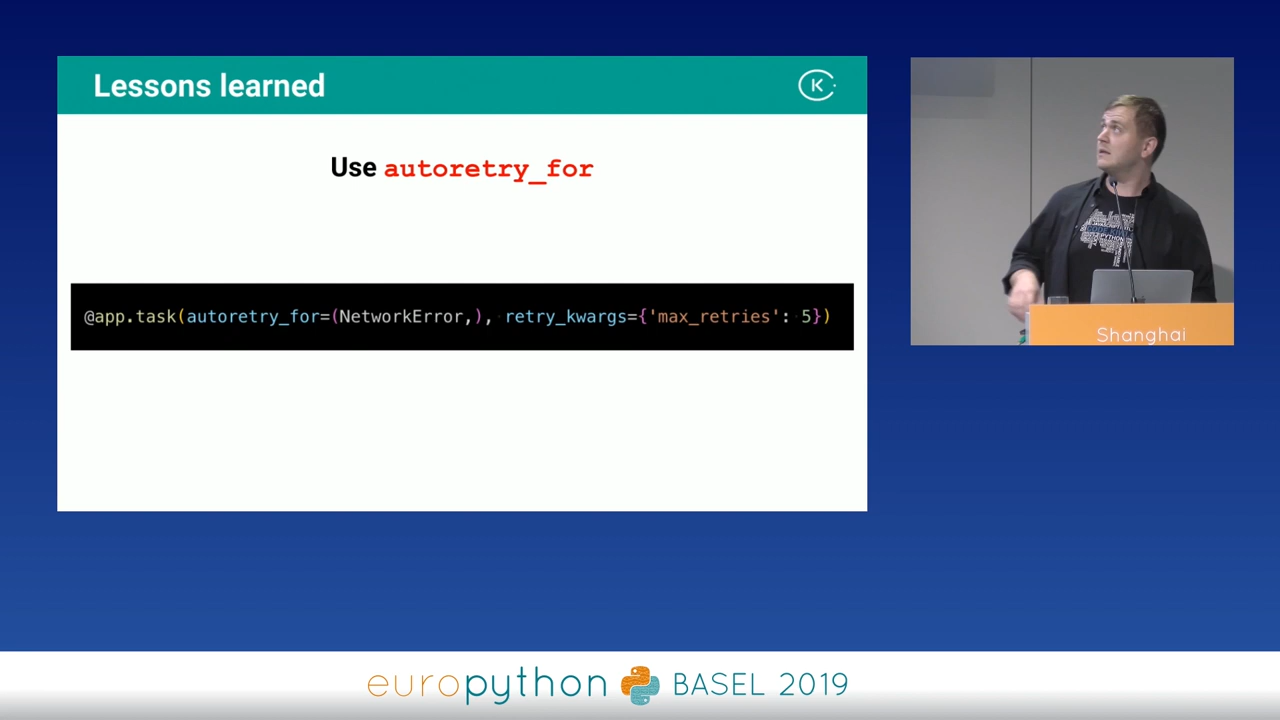 Lessons learned
K
Use autoretry_for
@app.task(autoretry_for=(NetworkError,), retry_kwargs={'max_retries': 5})
Shanghai
europython BASEL 2019